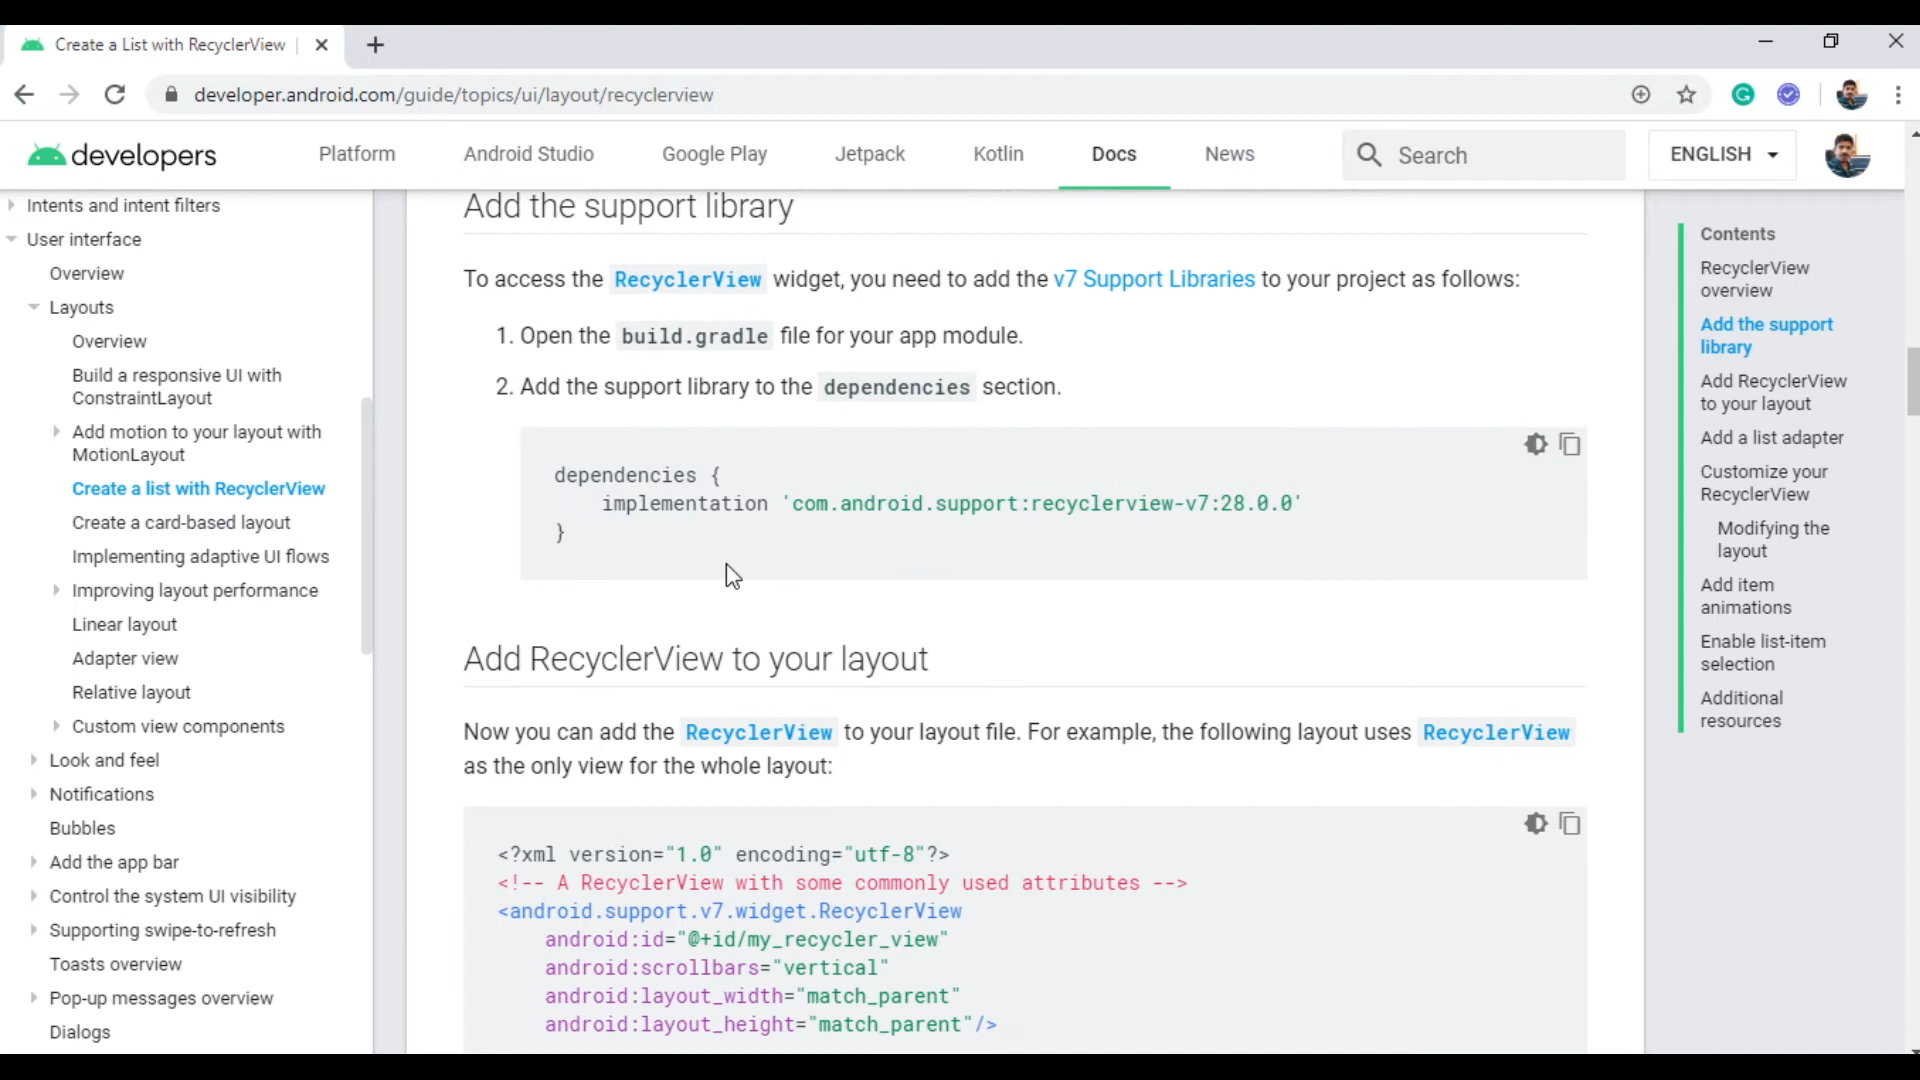 Create a List with RecyclerView
developer.android.com/guide/topics/ui/layout/recyclerview
developers
Platform
Android Studio
Google Play
Jetpack
Kotlin
Docs
News
Search
ENGLISH
Intents and intent filters
User interface
Overview
Layouts
Overview
Build a responsive UI with
ConstraintLayout
Add motion to your layout with
MotionLayout
Create a list with RecyclerView
Create a card-based layout
Implementing adaptive UI flows
Improving layout performance
Linear layout
Adapter view
Relative layout
Custom view components
Look and feel
Notifications
Bubbles
Add the app bar
Control the system UI visibility
Supporting swipe-to-refresh
Toasts overview
Pop-up messages overview
Dialogs
Add the support library
To access the RecyclerView widget, you need to add the v7 Support Libraries to your project as follows:
1. Open the build.gradle file for your app module.
2. Add the support library to the dependencies section.
dependencies {
    implementation 'com.android.support:recyclerview-v7:28.0.0'
}
Add RecyclerView to your layout
Now you can add the RecyclerView to your layout file. For example, the following layout uses RecyclerView
as the only view for the whole layout:
<?xml version="1.0" encoding="utf-8"?>
<!-- A RecyclerView with some commonly used attributes -->
<android.support.v7.widget.RecyclerView
    android:id="@+id/my_recycler_view"
    android:scrollbars="vertical"
    android:layout_width="match_parent"
    android:layout_height="match_parent"/>
Contents
RecyclerView
overview
Add the support
library
Add RecyclerView
to your layout
Add a list adapter
Customize your
RecyclerView
Modifying the
layout
Add item
animations
Enable list-item
selection
Additional
resources